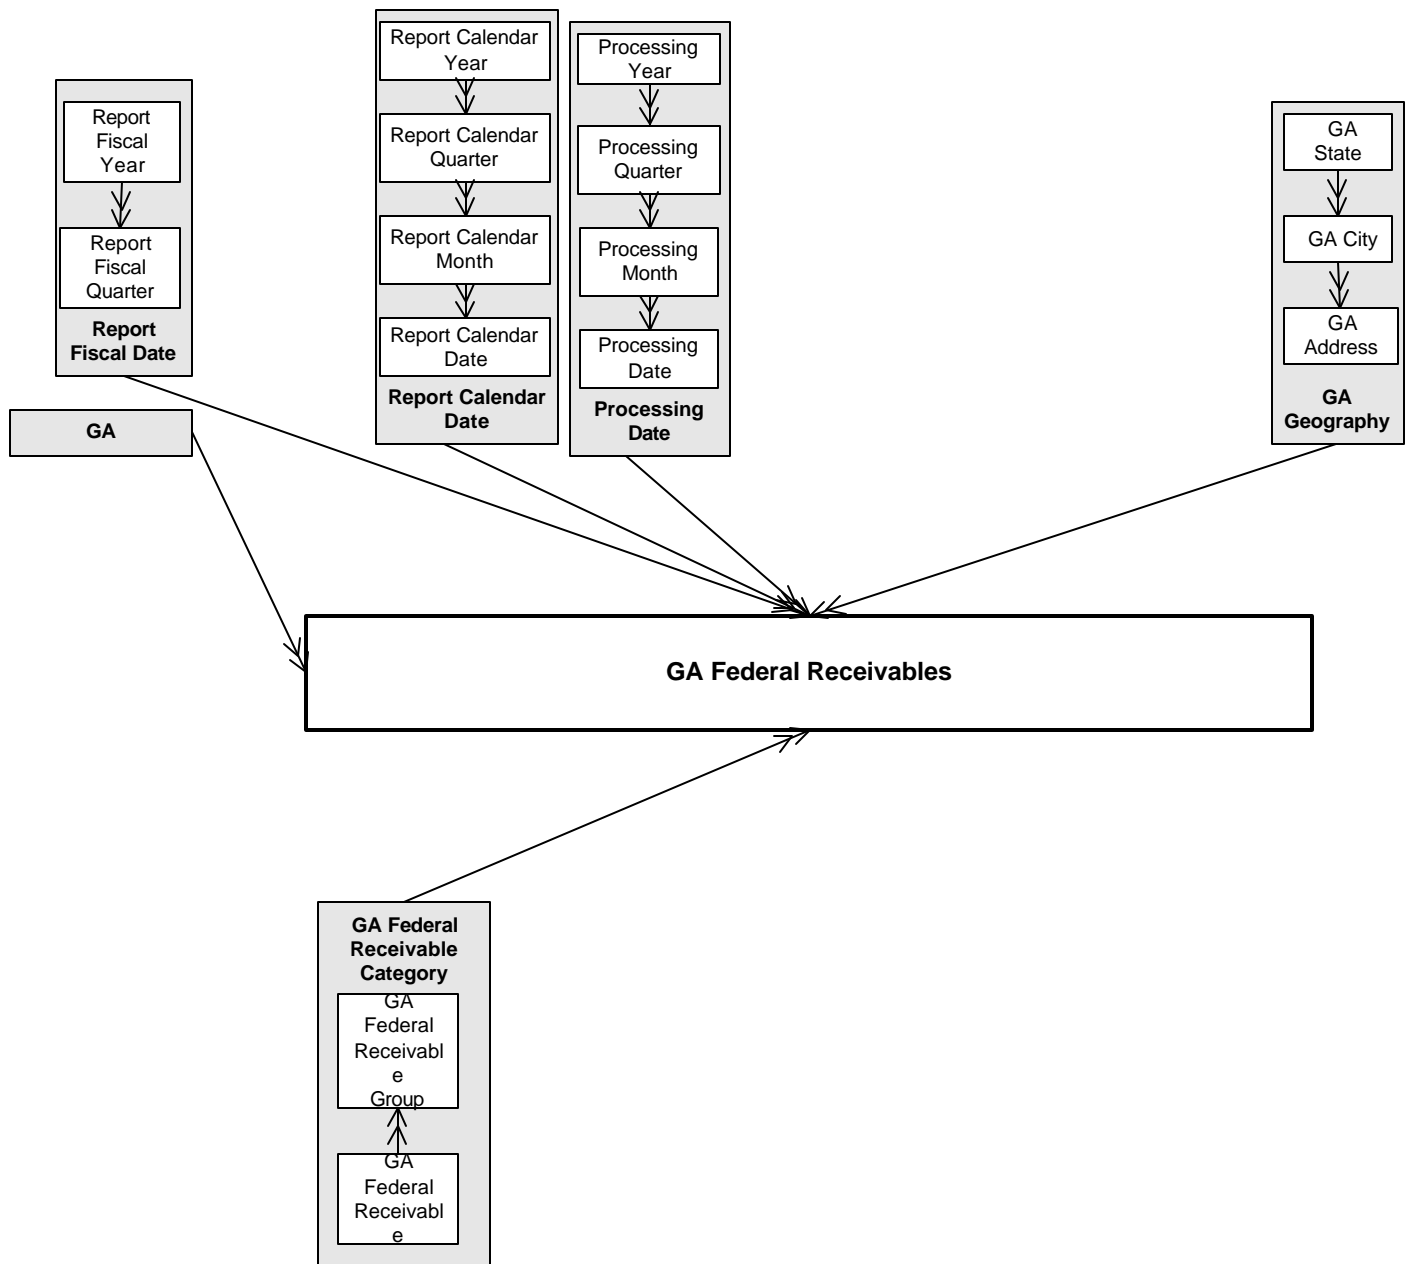 Report
Fiscal
Year
Report
Fiscal
Quarter
Report
Fiscal Date
Report Calendar
Year
Report Calendar
Quarter
Report Calendar
Month
Report Calendar
Date
Report Calendar
Date
Processing
Year
Processing
Quarter
Processing
Month
Processing
Date
Processing
Date
GA
State
GA City
GA
Address
GA
Geography
GA
GA Federal Receivables
GA Federal
Receivable
Category
GA
Federal
Receivabl
e
Group
GA
Federal
Receivabl
e